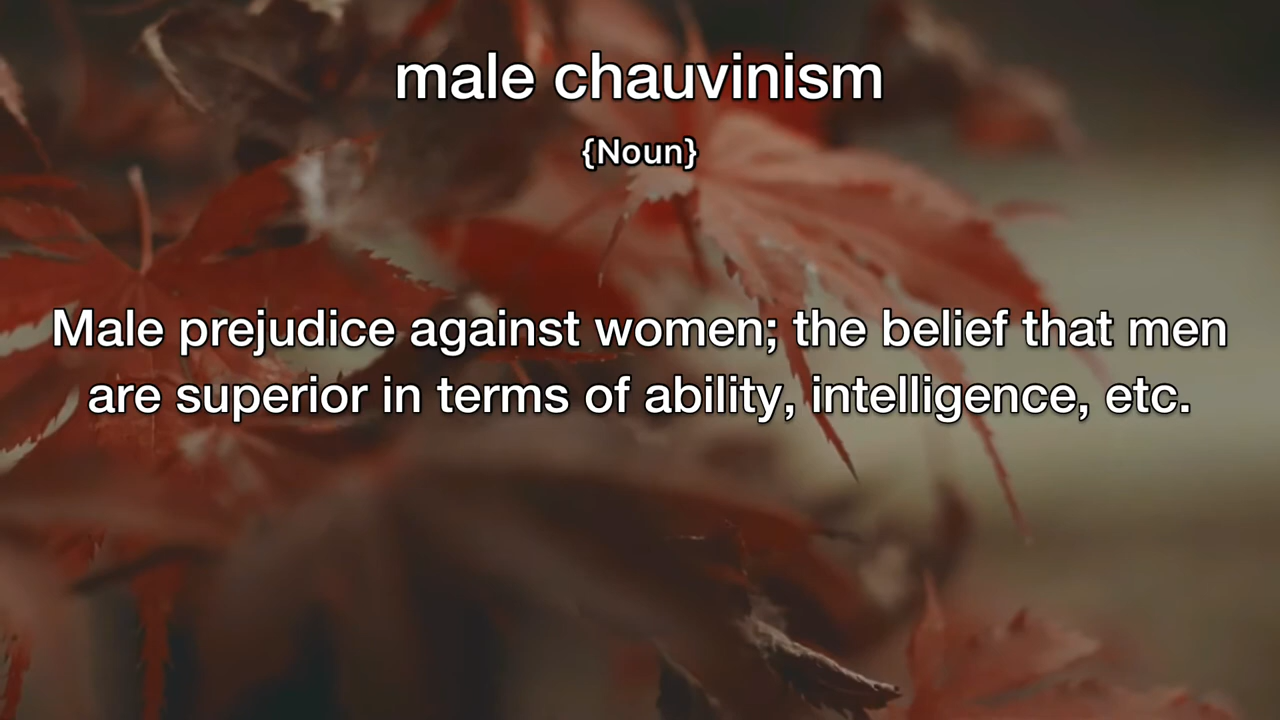 male chauvinism
{Noun}
Male prejudice against women; the belief that men
are superior in terms of ability, intelligence, etc.